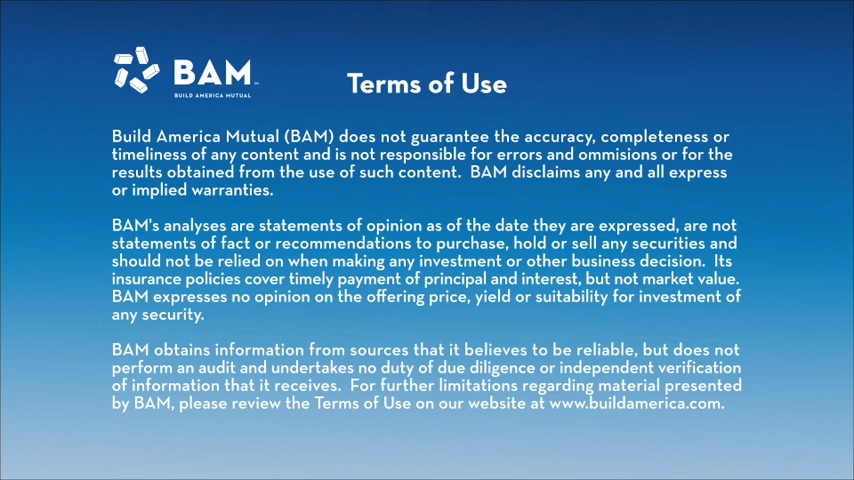 BAM
BUILD AMERICA MUTUAL
Terms of Use
Build America Mutual (BAM) does not guarantee the accuracy, completeness or
timeliness of any content and is not responsible for errors and ommisions or for the
results obtained from the use of such content.  BAM disclaims any and all express
or implied warranties.
BAM's analyses are statements of opinion as of the date they are expressed, are not
statements of fact or recommendations to purchase, hold or sell any securities and
should not be relied on when making any investment or other business decision.  Its
insurance policies cover timely payment of principal and interest, but not market value.
BAM expresses no opinion on the offering price, yield or suitability for investment of
any security.
BAM obtains information from sources that it believes to be reliable, but does not
perform an audit and undertakes no duty of due diligence or independent verification
of information that it receives.  For further limitations regarding material presented
by BAM, please review the Terms of Use on our website at www.buildamerica.com.